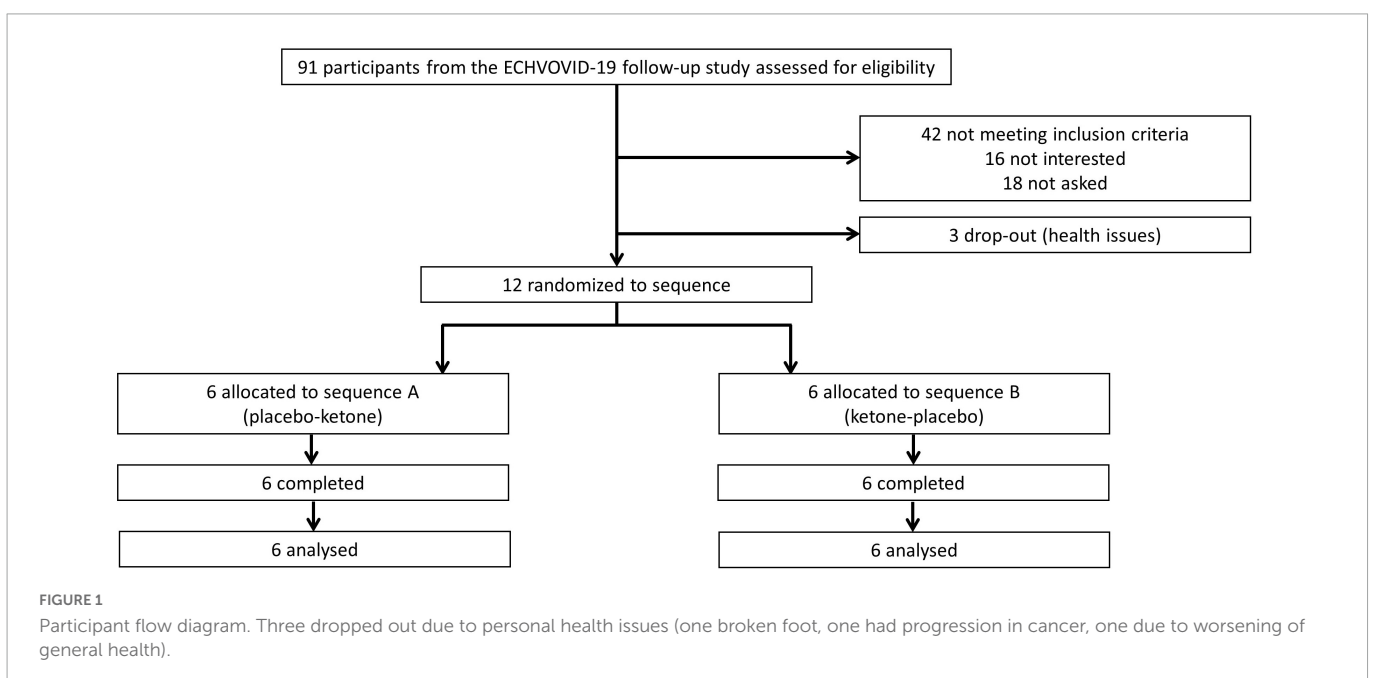 91 participants from the ECHVOVID-19 follow-up study assessed for eligibility
42 not meeting inclusion criteria
16 not interested
18 not asked
3 drop-out (health issues)
12 randomized to sequence
6 allocated to sequence A
(placebo-ketone)
6 allocated to sequence B
(ketone-placebo)
6 completed
6 completed
6 analysed
6 analysed
FIGURE 1
Participant flow diagram. Three dropped out due to personal health issues (one broken foot, one had progression in cancer, one due to worsening of
general health).